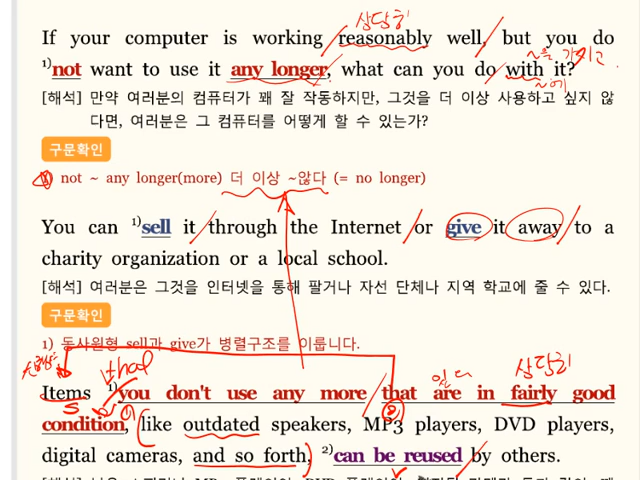 상당히
If your computer is working reasonably well, but you do
~을 가지고
1)not want to use it any longer, what can you do with it?
~에
[해석] 만약 여러분의 컴퓨터가 꽤 잘 작동하지만, 그것을 더 이상 사용하고 싶지 않
다면, 여러분은 그 컴퓨터를 어떻게 할 수 있는가?
구문확인
1) not ~ any longer(more) 더 이상 ~않다 (= no longer)
You can 1)sell it through the Internet or give it away to a
charity organization or a local school.
[해석] 여러분은 그것을 인터넷을 통해 팔거나 자선 단체나 지역 학교에 줄 수 있다.
구문확인
1) 동사원형 sell과 give가 병렬구조를 이룹니다.
that 있다 상당히
Items 1)you don't use any more that are in fairly good
S ① ②
condition, like outdated speakers, MP3 players, DVD players,
digital cameras, and so forth, 2)can be reused by others.